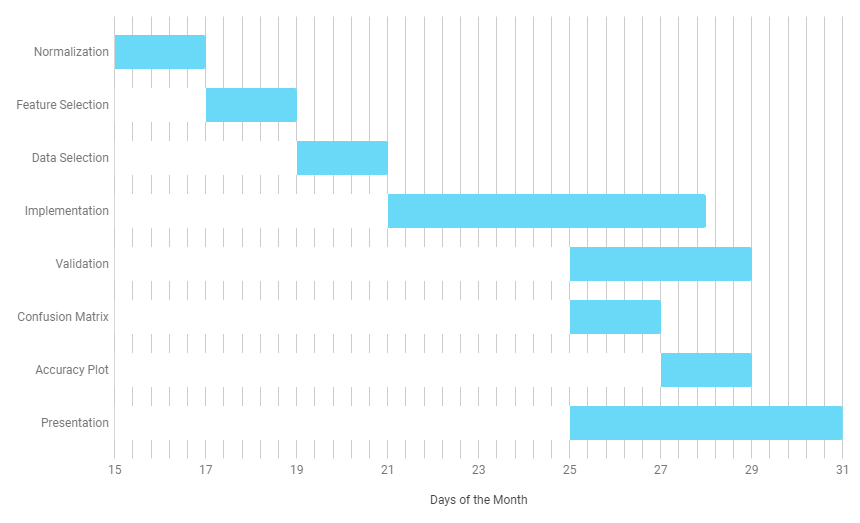 Normalization
Feature Selection
Data Selection
Implementation
Validation
Confusion Matrix
Accuracy Plot
Presentation
15 17 19 21 23 25 27 29 31
Days of the Month